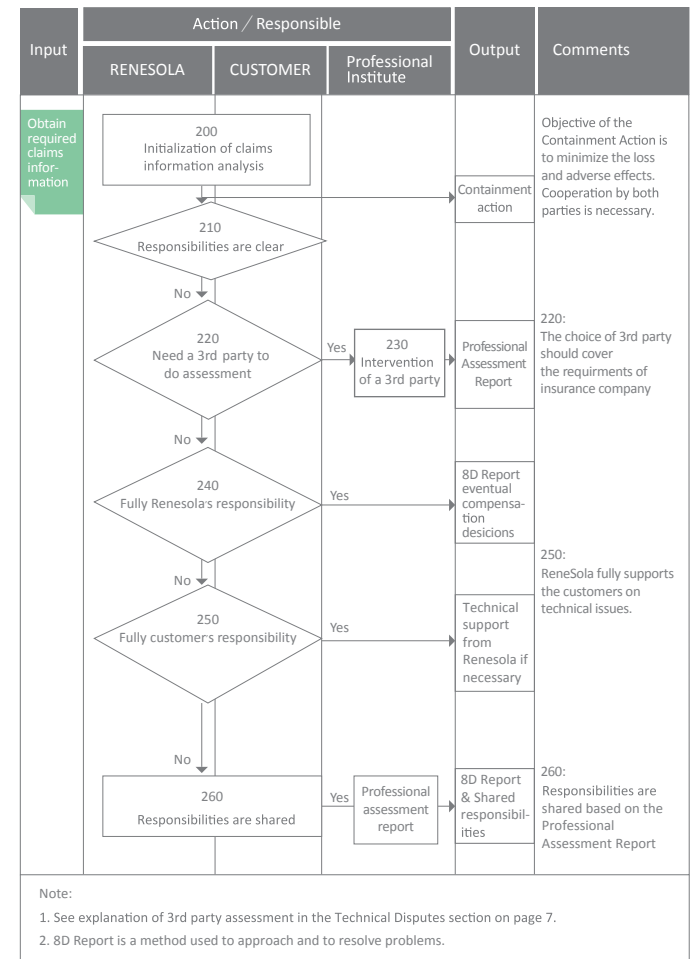 Input
Action / Responsible
RENESOLA
CUSTOMER
Professional
Institute
Output
Comments
Obtain
required
claims
infor-
mation
200
Initialization of claims
information analysis
Containment
action
Objective of the
Containment Action is
to minimize the loss
and adverse effects.
Cooperation by both
parties is necessary.
210
Responsibilities are clear
No
220
Need a 3rd party to
do assessment
Yes
230
Intervention
of a 3rd party
Professional
Assessment
Report
220:
The choice of 3rd party
should cover
the requirments of
insurance company
No
240
Fully Renesola's responsibility
Yes
8D Report
eventual
compensa-
tion
desicions
No
250
Fully customer's responsibility
Yes
Technical
support
from
Renesola if
necessary
250:
ReneSola fully supports
the customers on
technical issues.
No
260
Responsibilities are shared
Yes
Professional
assessment
report
8D Report
& Shared
responsibil-
ities
260:
Responsibilities are
shared based on the
Professional
Assessment Report
Note:
1. See explanation of 3rd party assessment in the Technical Disputes section on page 7.
2. 8D Report is a method used to approach and to resolve problems.